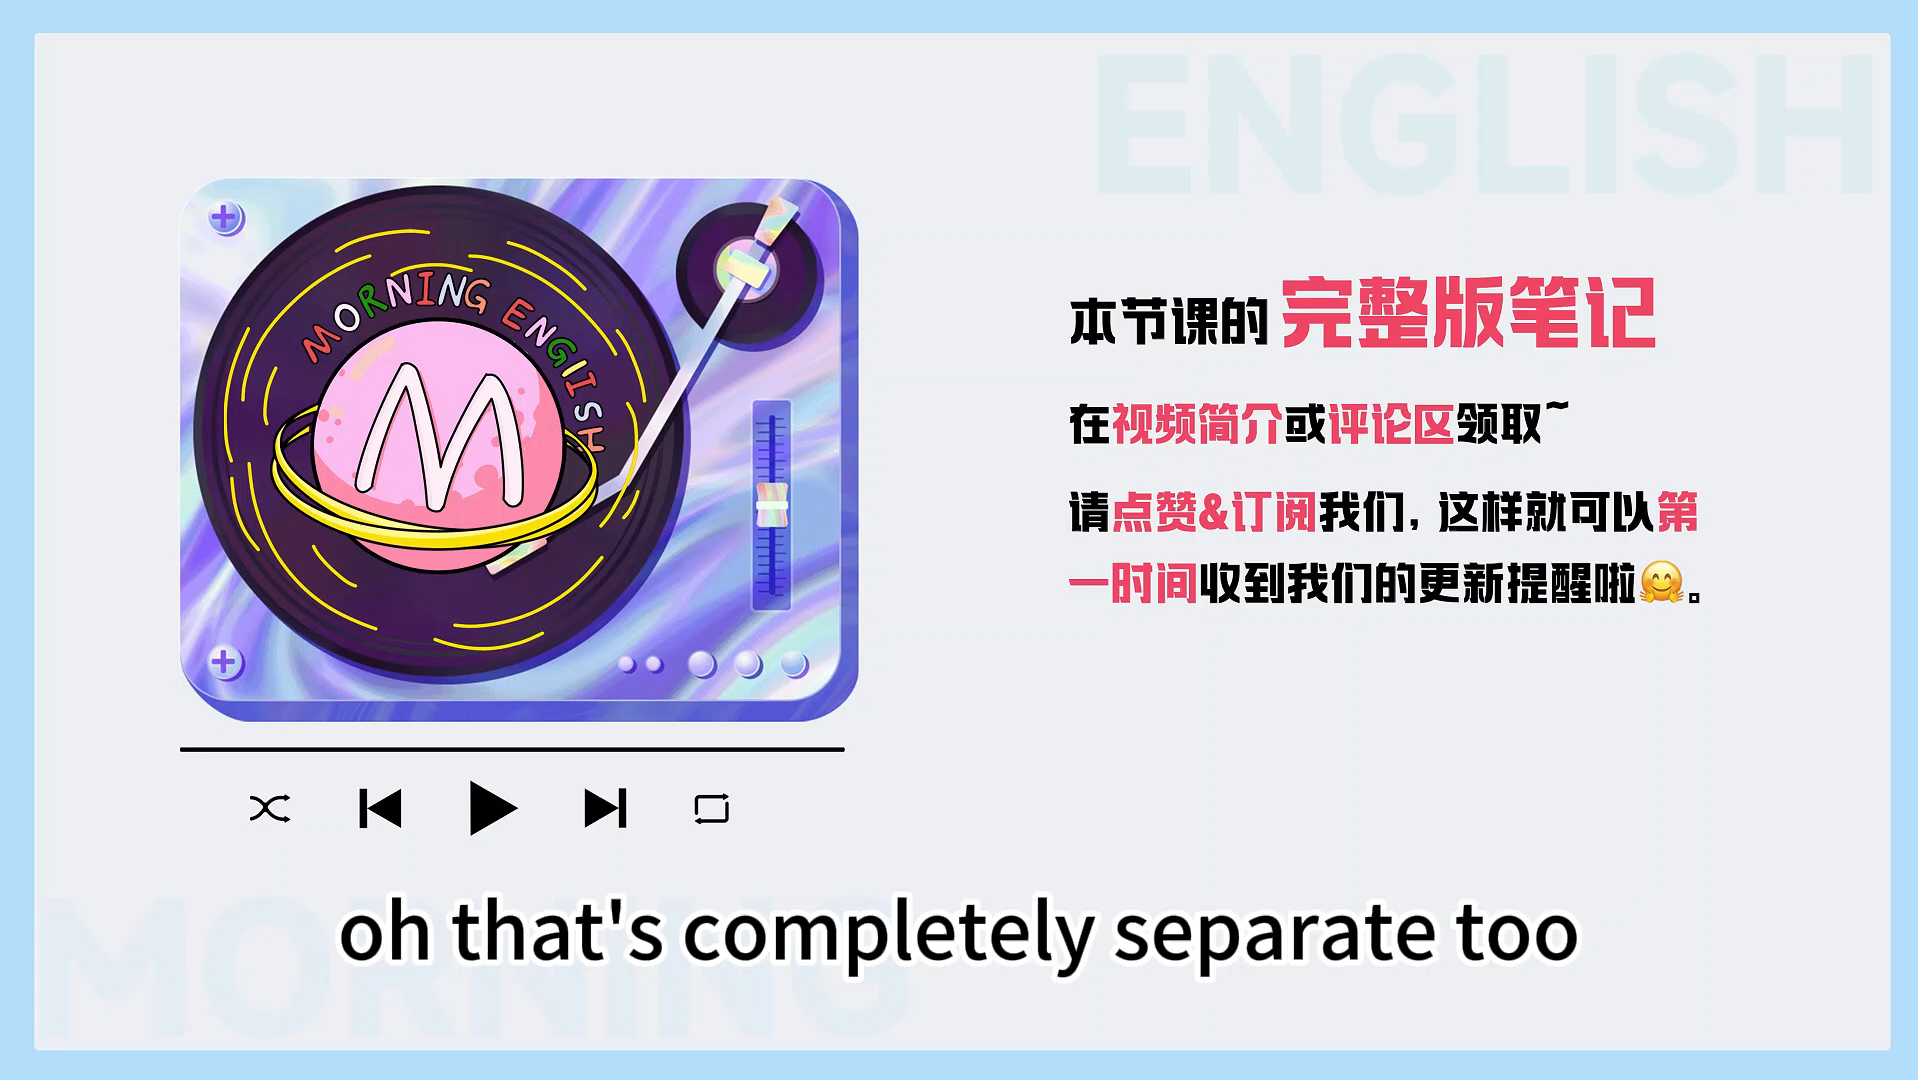 ENGLISH
MORNING ENGLISH
M
本节课的 完整版笔记
在视频简介或评论区领取~
请点赞&订阅我们，这样就可以第
一时间收到我们的更新提醒啦🤗。
MORNING
oh that's completely separate too